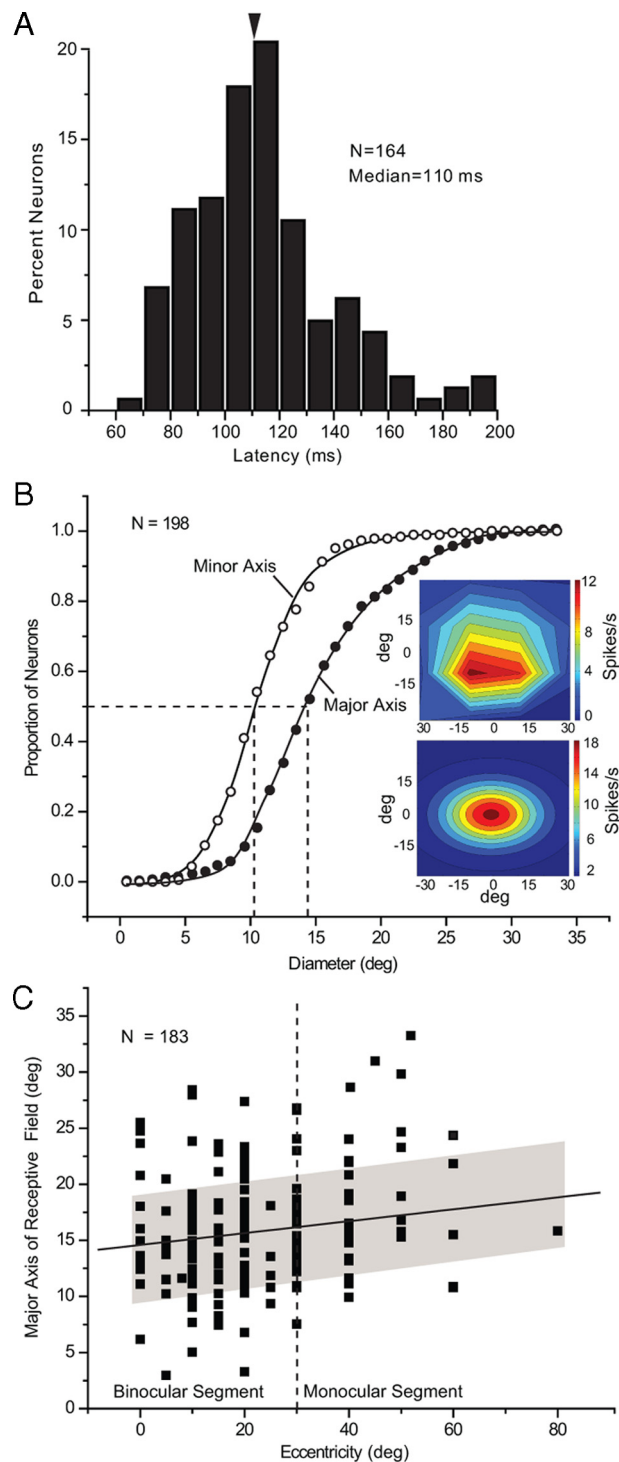 A
20
15
10
5
0
Percent Neurons
N=164
Median=110 ms
60 80 100 120 140 160 180 200
Latency (ms)
B
1.0
0.8
0.6
0.4
0.2
0.0
Proportion of Neurons
N = 198
Minor Axis
Major Axis
15
0
-15
deg
30 -15 0 15 30
12
8
4
0
Spikes/s
15
0
-15
deg
-30 -15 0 15 30
deg
18
14
10
6
2
Spikes/s
0 5 10 15 20 25 30 35
Diameter (deg)
C
35
30
25
20
15
10
5
0
Major Axis of Receptive Field (deg)
N = 183
Binocular Segment
Monocular Segment
0 20 40 60 80
Eccentricity (deg)